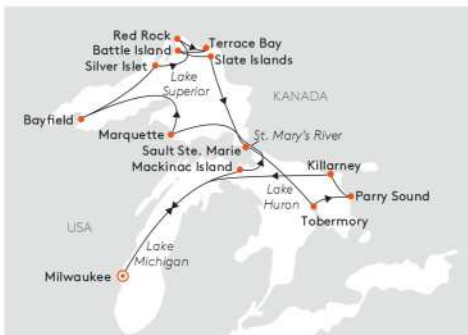 Red Rock
Battle Island
Terrace Bay
Silver Islet
Slate Islands
Lake
Superior
KANADA
Bayfield
Marquette
St. Mary's River
Sault Ste. Marie
Mackinac Island
Killarney
Lake
Huron
Parry Sound
USA
Tobermory
Lake
Michigan
Milwaukee